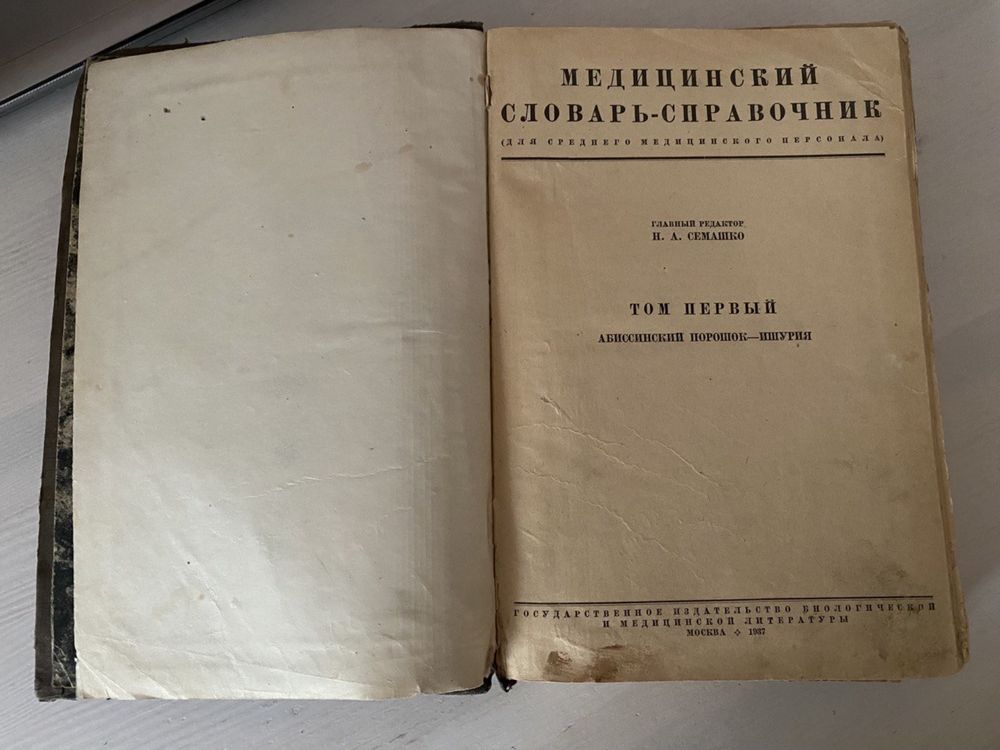 МЕДИЦИНСКИЙ
СЛОВАРЬ-СПРАВОЧНИК
(ДЛЯ СРЕДНЕГО МЕДИЦИНСКОГО ПЕРСОНАЛА)
ГЛАВНЫЙ РЕДАКТОР
Н. А. СЕМАШКО
ТОМ ПЕРВЫЙ
АБИССИНСКИЙ ПОРОШОК—ИШУРИЯ
ГОСУДАРСТВЕННОЕ ИЗДАТЕЛЬСТВО БИОЛОГИЧЕСКОЙ
И МЕДИЦИНСКОЙ ЛИТЕРАТУРЫ
МОСКВА ✧ 1937